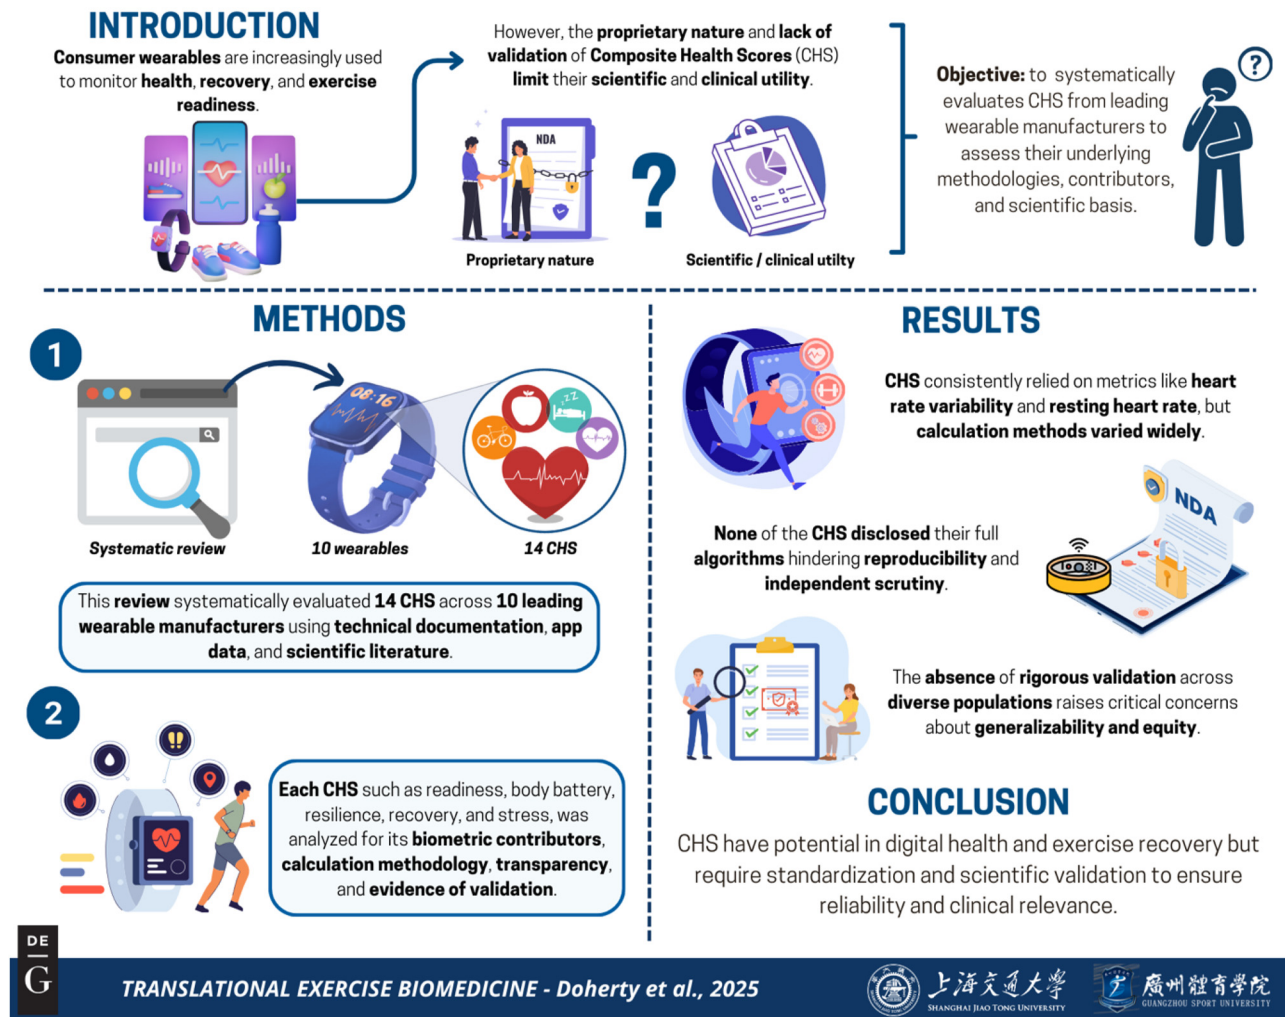 INTRODUCTION
Consumer wearables are increasingly used
to monitor health, recovery, and exercise
readiness.
However, the proprietary nature and lack of
validation of Composite Health Scores (CHS)
limit their scientific and clinical utility.
NDA
?
Proprietary nature
Scientific / clinical utilty
Objective: to systematically
evaluates CHS from leading
wearable manufacturers to
assess their underlying
methodologies, contributors,
and scientific basis.
?
METHODS
1
08:16
ZZZ
Systematic review
10 wearables
14 CHS
This review systematically evaluated 14 CHS across 10 leading
wearable manufacturers using technical documentation, app
data, and scientific literature.
2
Each CHS such as readiness, body battery,
resilience, recovery, and stress, was
analyzed for its biometric contributors,
calculation methodology, transparency,
and evidence of validation.
RESULTS
CHS consistently relied on metrics like heart
rate variability and resting heart rate, but
calculation methods varied widely.
None of the CHS disclosed their full
algorithms hindering reproducibility and
independent scrutiny.
NDA
The absence of rigorous validation across
diverse populations raises critical concerns
about generalizability and equity.
CONCLUSION
CHS have potential in digital health and exercise recovery but
require standardization and scientific validation to ensure
reliability and clinical relevance.
DE
G
TRANSLATIONAL EXERCISE BIOMEDICINE - Doherty et al., 2025
上海交通大学
SHANGHAI JIAO TONG UNIVERSITY
廣州體育學院
GUANGZHOU SPORT UNIVERSITY